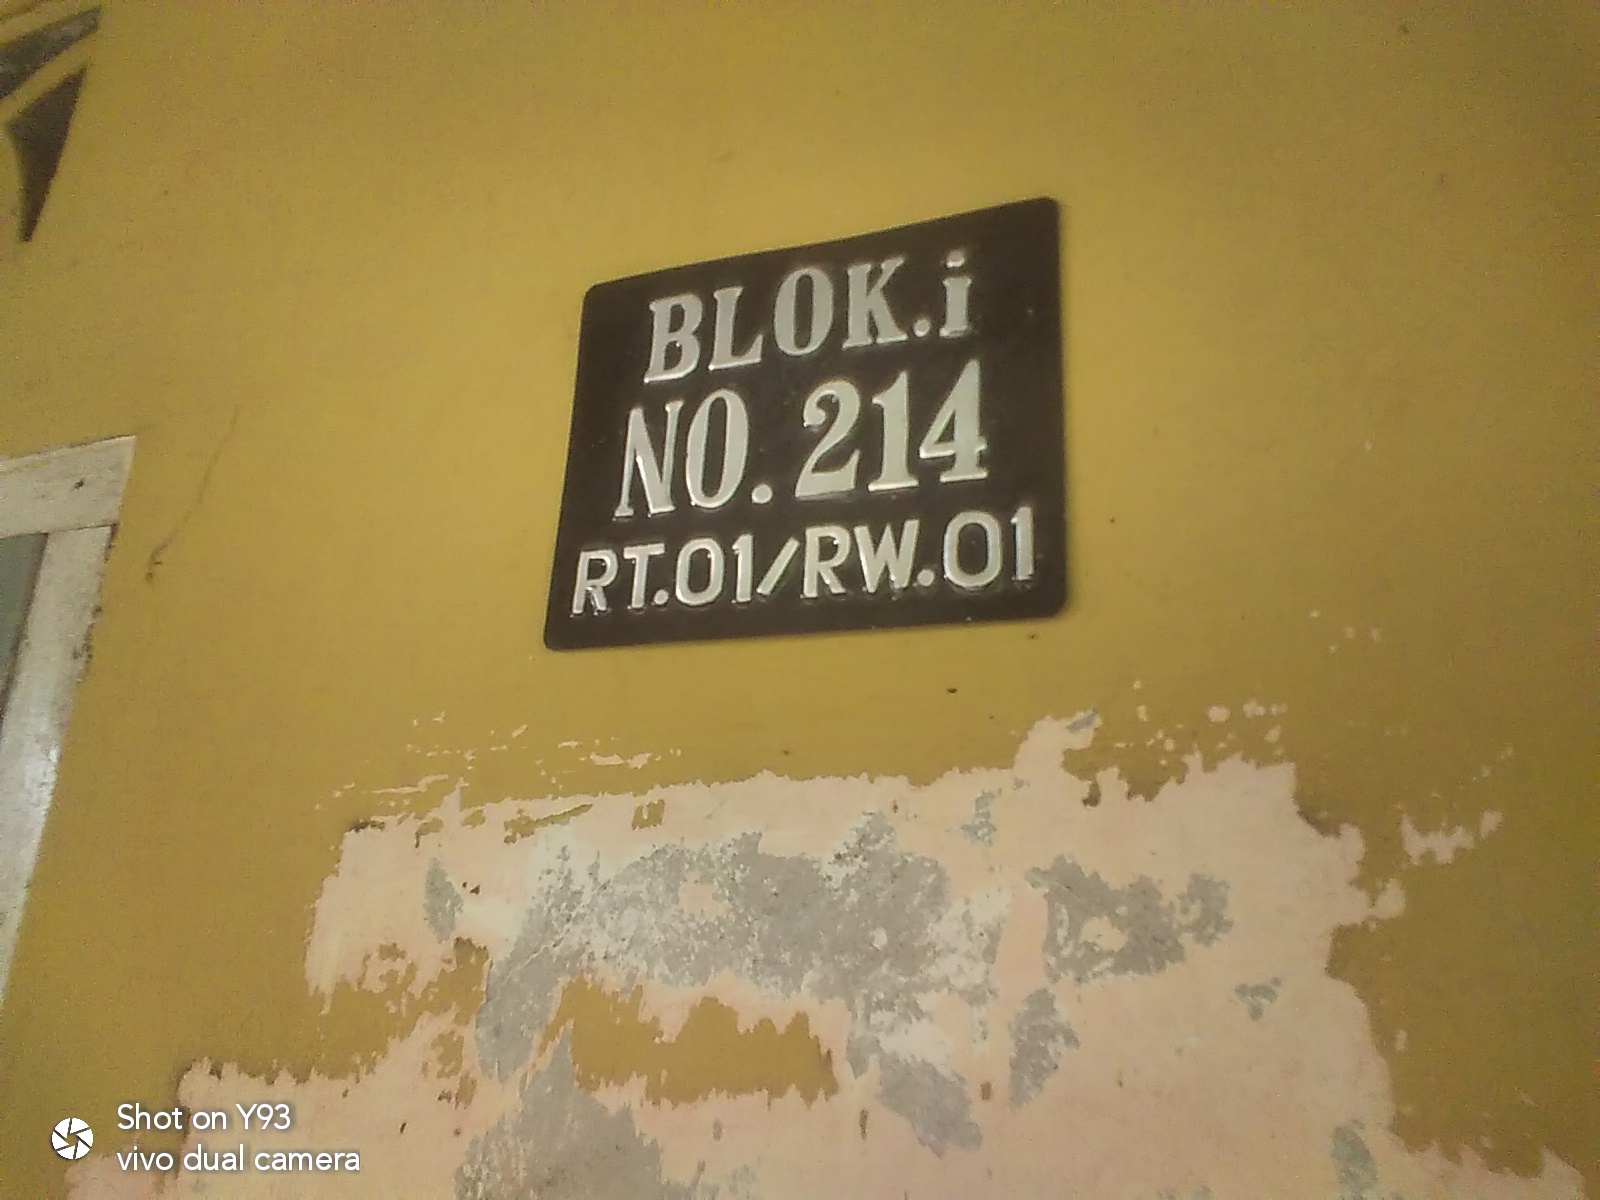 BLOK.i
NO.214
RT.01/RW.01
Shot on Y93
vivo dual camera